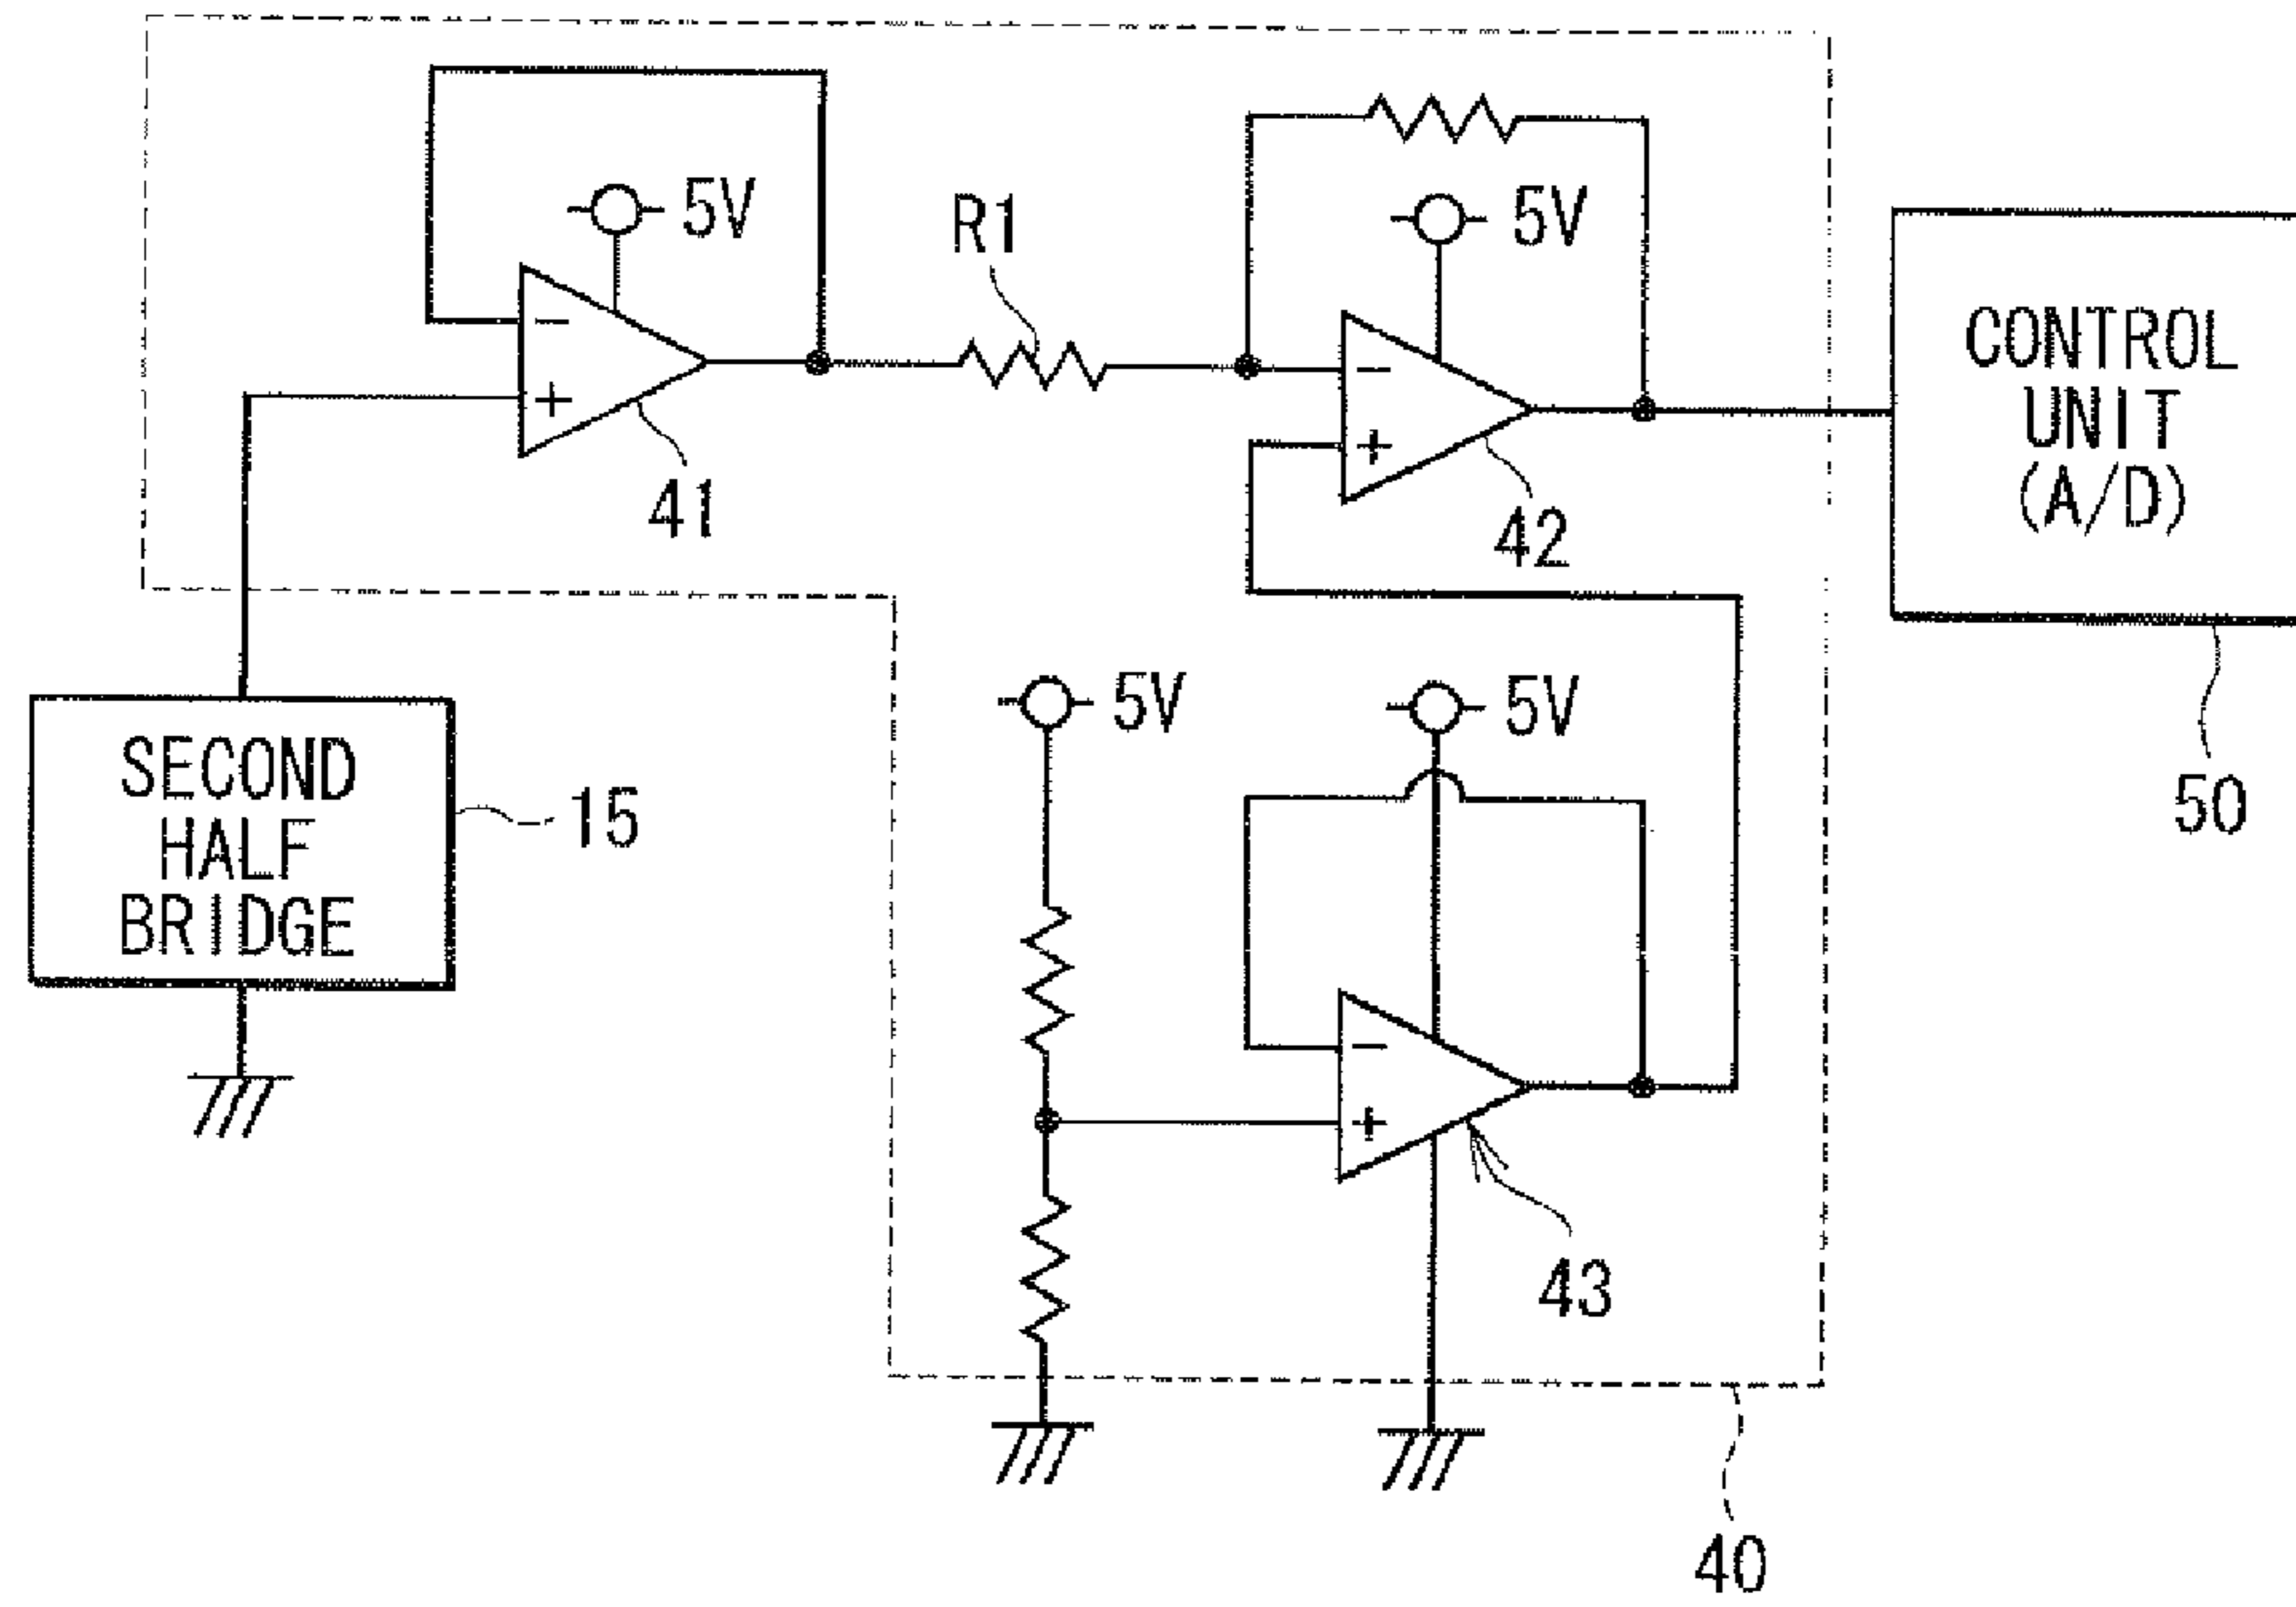 5V
R1
5V
-
+
41
-
+
42
CONTROL
UNIT
(A/D)
50
SECOND
HALF
BRIDGE
15
5V
5V
-
+
43
40